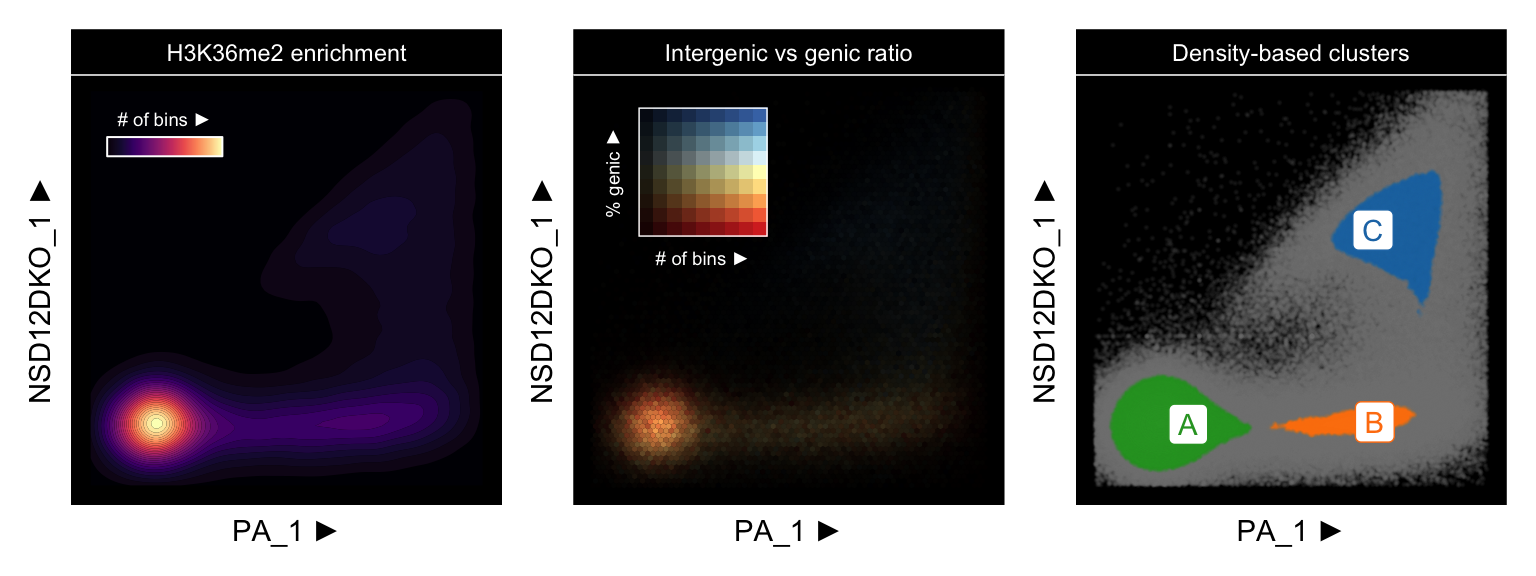 H3K36me2 enrichment
# of bins ►
NSD12DKO_1 ►
PA_1 ►
Intergenic vs genic ratio
% genic ►
# of bins ►
NSD12DKO_1 ►
PA_1 ►
Density-based clusters
C
A
B
NSD12DKO_1 ►
PA_1 ►